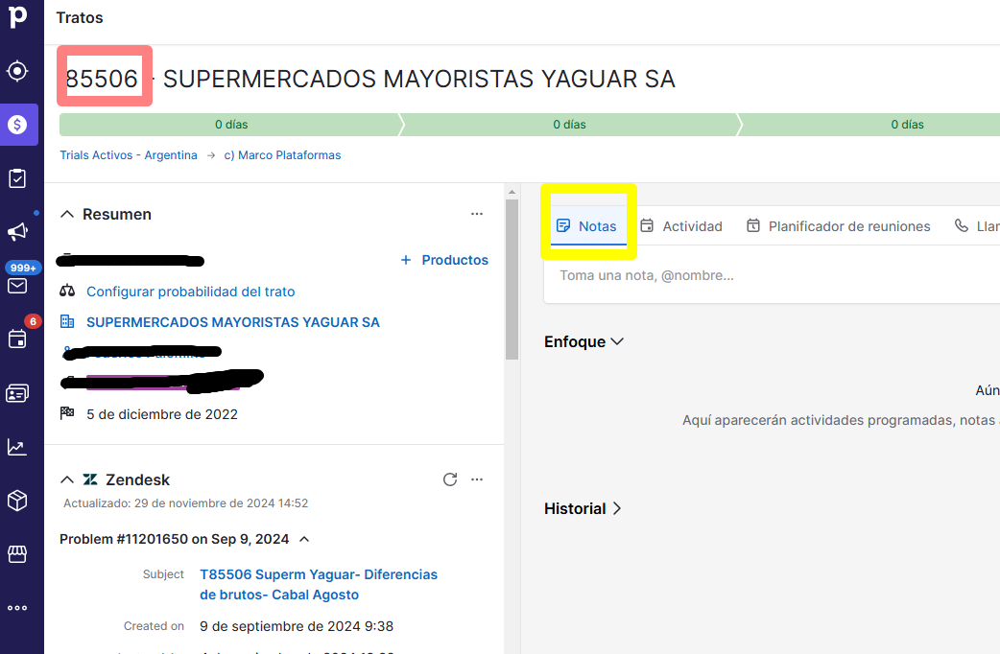 Tratos
85506 - SUPERMERCADOS MAYORISTAS YAGUAR SA
0 días 0 días 0 días
Trials Activos - Argentina → c) Marco Plataformas
Resumen
+ Productos
Configurar probabilidad del trato
SUPERMERCADOS MAYORISTAS YAGUAR SA
5 de diciembre de 2022
Zendesk
Actualizado: 29 de noviembre de 2024 14:52
Problem #11201650 on Sep 9, 2024
Subject T85506 Superm Yaguar- Diferencias
de brutos- Cabal Agosto
Created on 9 de septiembre de 2024 9:38
Notas Actividad Planificador de reuniones Llar
Toma una nota, @nombre...
Enfoque
Aún
Aquí aparecerán actividades programadas, notas
Historial
999+
6